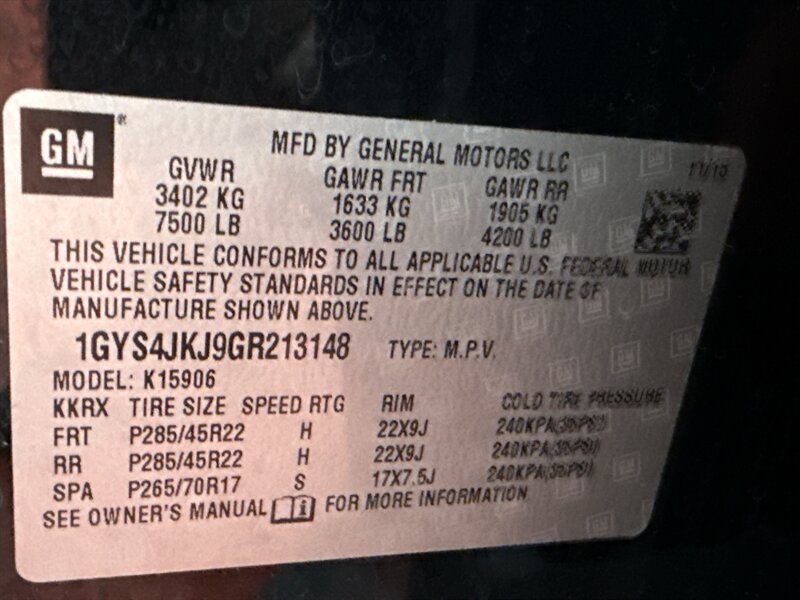 GM®
MFD BY GENERAL MOTORS LLC
11/15
GVWR GAWR FRT GAWR RR
3402 KG 1633 KG 1905 KG
7500 LB 3600 LB 4200 LB
THIS VEHICLE CONFORMS TO ALL APPLICABLE U.S. FEDERAL MOTOR
VEHICLE SAFETY STANDARDS IN EFFECT ON THE DATE OF
MANUFACTURE SHOWN ABOVE.
1GYS4JKJ9GR213148 TYPE: M.P.V.
MODEL: K15906
KKRX TIRE SIZE SPEED RTG RIM COLD TIRE PRESSURE
FRT P285/45R22 H 22X9J 240KPA(35PSI)
RR P285/45R22 H 22X9J 240KPA(35PSI)
SPA P265/70R17 S 17X7.5J 240KPA(35PSI)
SEE OWNER'S MANUAL i FOR MORE INFORMATION